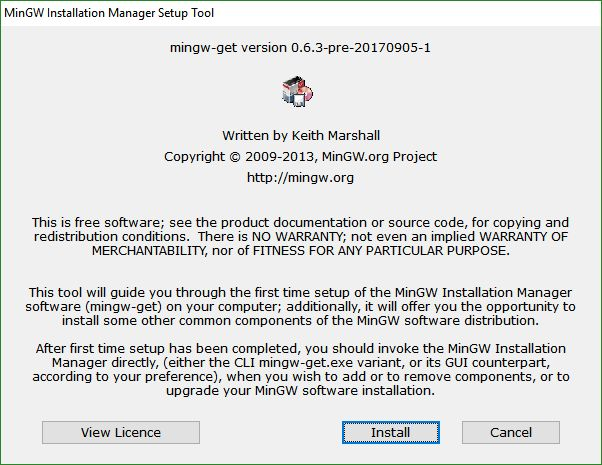 MinGW Installation Manager Setup Tool
mingw-get version 0.6.3-pre-20170905-1
Written by Keith Marshall
Copyright © 2009-2013, MinGW.org Project
http://mingw.org
This is free software; see the product documentation or source code, for copying and
redistribution conditions.  There is NO WARRANTY; not even an implied WARRANTY OF
MERCHANTABILITY, nor of FITNESS FOR ANY PARTICULAR PURPOSE.
This tool will guide you through the first time setup of the MinGW Installation Manager
software (mingw-get) on your computer; additionally, it will offer you the opportunity to
install some other common components of the MinGW software distribution.
After first time setup has been completed, you should invoke the MinGW Installation
Manager directly, (either the CLI mingw-get.exe variant, or its GUI counterpart,
according to your preference), when you wish to add or to remove components, or to
upgrade your MinGW software installation.
View Licence
Install
Cancel